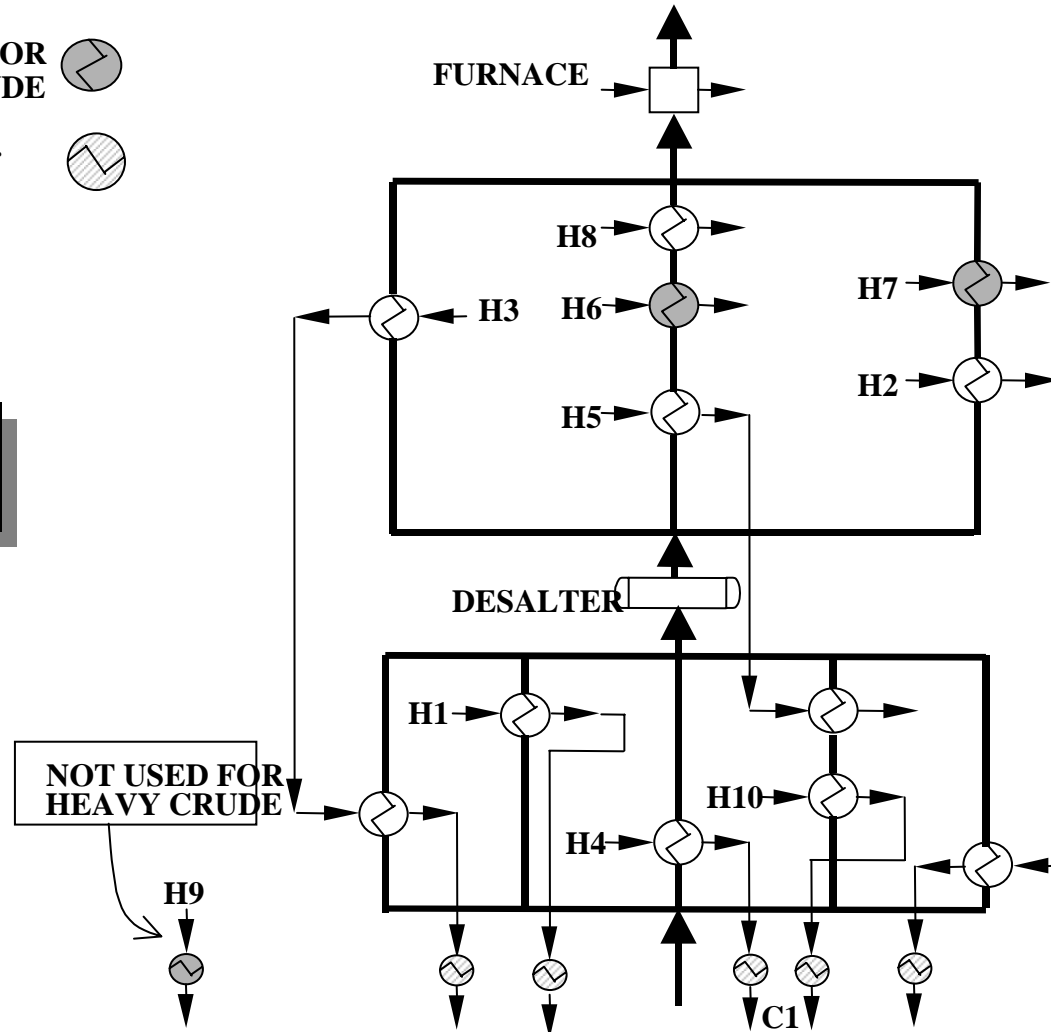 OR
FURNACE
H8
H7
H6
H3
H2
H5
DESALTER
H1
NOT USED FOR
HEAVY CRUDE
H10
H4
H9
C1